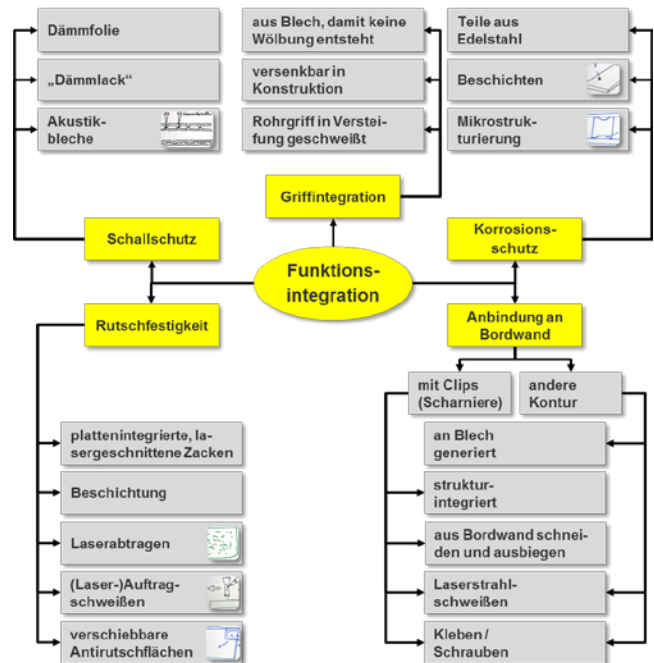 Dämmfolie
„Dämmlack“
Akustik-
bleche
aus Blech, damit keine
Wölbung entsteht
versenkbar in
Konstruktion
Rohrgriff in Verstei-
fung geschweißt
Teile aus
Edelstahl
Beschichten
Mikrostruk-
turierung
Griffintegration
Schallschutz
Korrosions-
schutz
Funktions-
integration
Rutschfestigkeit
Anbindung an
Bordwand
mit Clips
(Scharniere)
andere
Kontur
plattenintegrierte, la-
sergeschnittene Zacken
Beschichtung
Laserabtragen
(Laser-)Auftrag-
schweißen
verschiebbare
Antirutschflächen
an Blech
generiert
struktur-
integriert
aus Bordwand schnei-
den und ausbiegen
Laserstrahl-
schweißen
Kleben /
Schrauben